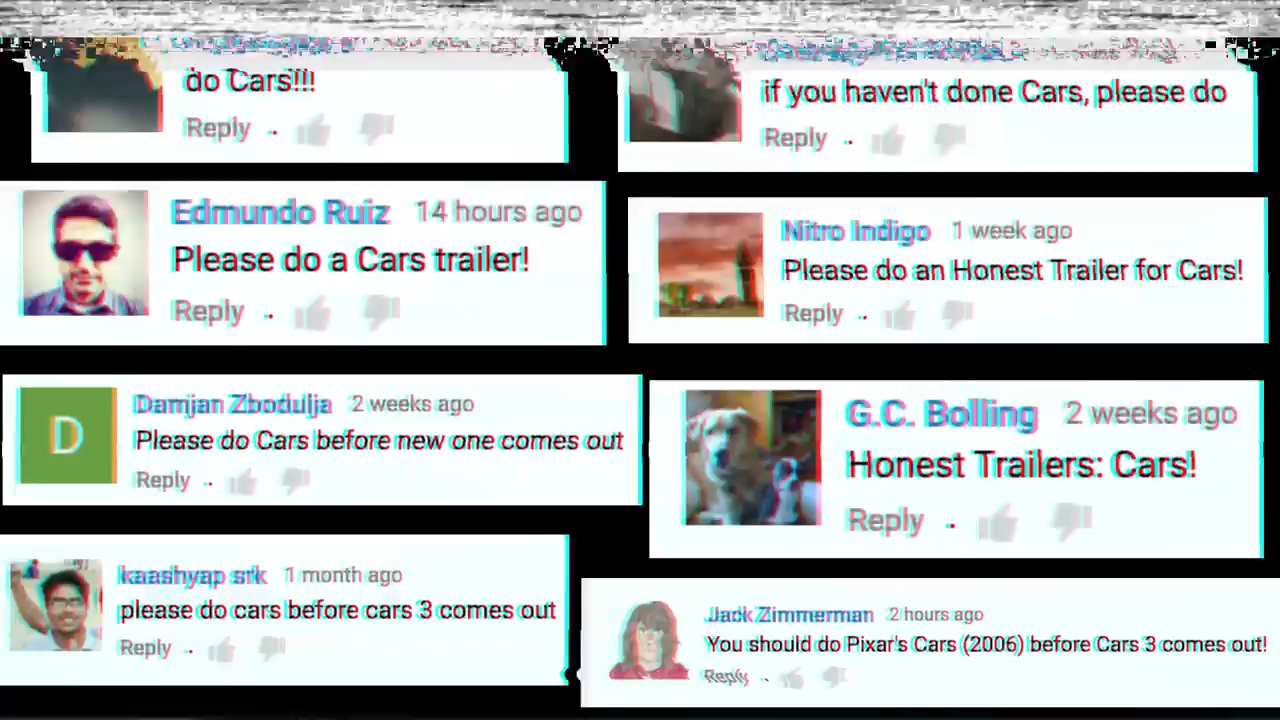 do Cars!!!
Reply
if you haven't done Cars, please do
Reply
Edmundo Ruiz 14 hours ago
Please do a Cars trailer!
Reply
Nitro Indigo 1 week ago
Please do an Honest Trailer for Cars!
Reply
D
Damjan Zbodulja 2 weeks ago
Please do Cars before new one comes out
Reply
G.C. Bolling 2 weeks ago
Honest Trailers: Cars!
Reply
kaashyap srk 1 month ago
please do cars before cars 3 comes out
Reply
Jack Zimmerman 2 hours ago
You should do Pixar's Cars (2006) before Cars 3 comes out!
Reply